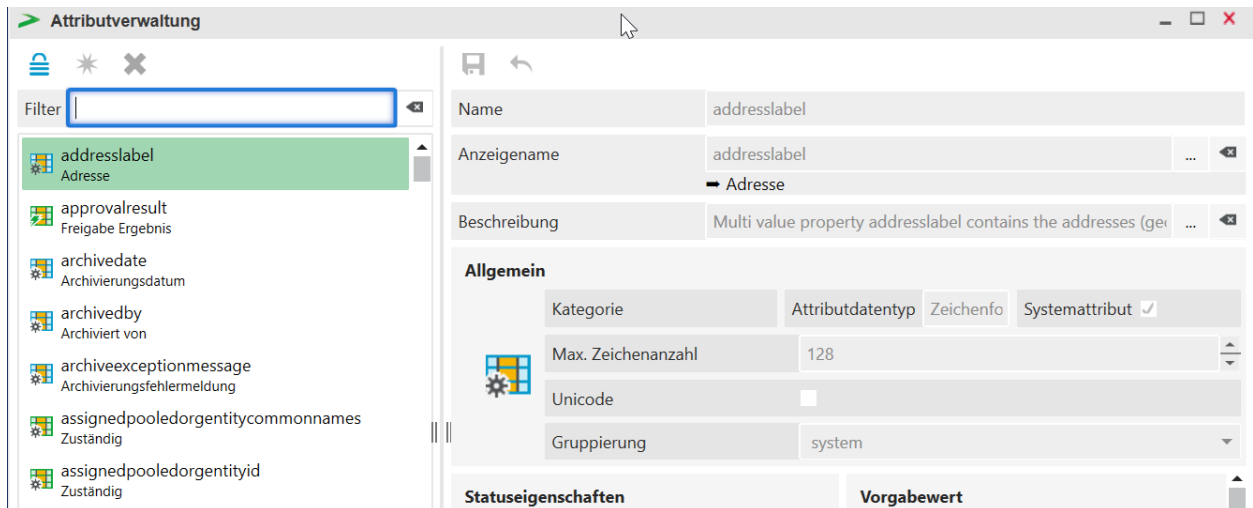 Attributverwaltung
Filter
addresslabel
Adresse
approvalresult
Freigabe Ergebnis
archivedate
Archivierungsdatum
archivedby
Archiviert von
archiveexceptionmessage
Archivierungsfehlermeldung
assignedpooledorgentitycommonnames
Zuständig
assignedpooledorgentityid
Zuständig
Name addresslabel
Anzeigename addresslabel ...
➡ Adresse
Beschreibung Multi value property addresslabel contains the addresses ...
Allgemein
Kategorie Attributdatentyp Zeichenfo Systemattribut
Max. Zeichenanzahl 128
Unicode
Gruppierung system
Statuseigenschaften Vorgabewert